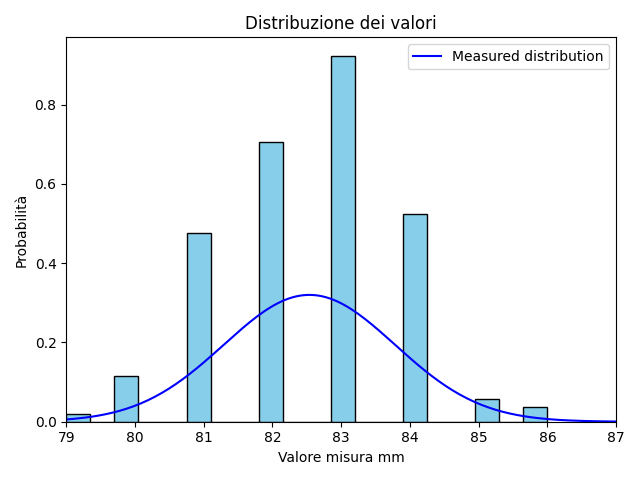 Distribuzione dei valori
Measured distribution
Probabilità
0.8
0.6
0.4
0.2
0.0
79 80 81 82 83 84 85 86 87
Valore misura mm